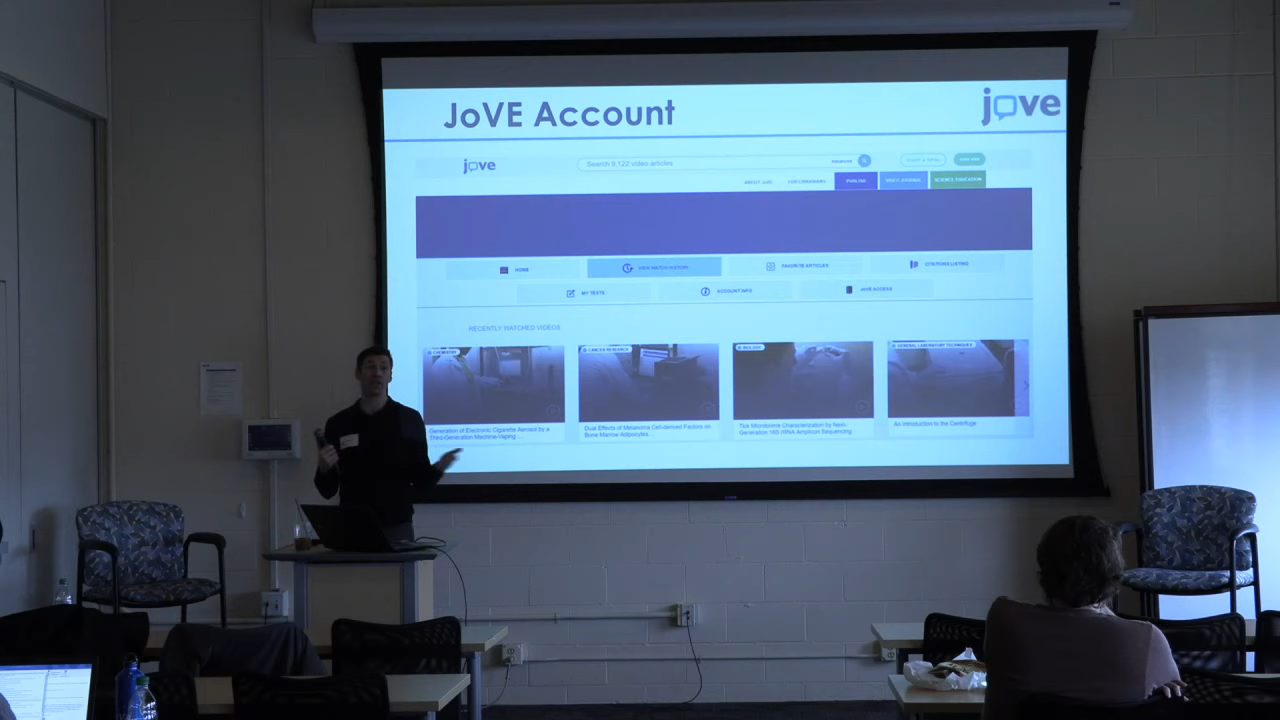 JoVE Account
jove
jove
Search 9,122 video articles
ABOUT JoVE
FOR LIBRARIANS
PUBLISH
VIDEO JOURNAL
SCIENCE EDUCATION
HOME
VIEW WATCH HISTORY
FAVORITE ARTICLES
CITATIONS LISTING
MY TESTS
ACCOUNT INFO
JoVE ACCESS
RECENTLY WATCHED VIDEOS
CHEMISTRY
CANCER RESEARCH
BIOLOGY
GENERAL LABORATORY TECHNIQUES
Generation of Electronic Cigarette Aerosol by a
Third-Generation Machine-Vaping ...
Dual Effects of Melanoma Cell-derived Factors on
Bone Marrow Adipocytes...
Tick Microbiome Characterization by Next-
Generation 16S rRNA Amplicon Sequencing
An Introduction to the Centrifuge